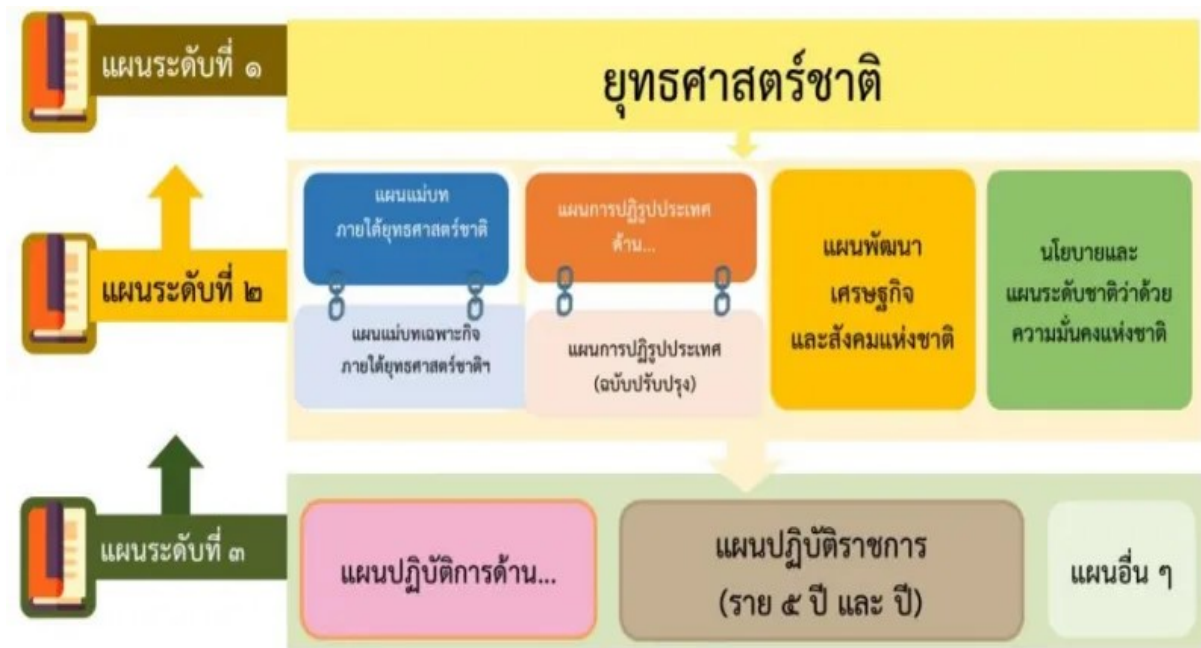 แผนระดับที่ ๑
ยุทธศาสตร์ชาติ
แผนระดับที่ ๒
แผนแม่บท
ภายใต้ยุทธศาสตร์ชาติ
แผนแม่บทเฉพาะกิจ
ภายใต้ยุทธศาสตร์ชาติฯ
แผนการปฏิรูปประเทศ
ด้าน...
แผนการปฏิรูปประเทศ
(ฉบับปรับปรุง)
แผนพัฒนา
เศรษฐกิจ
และสังคมแห่งชาติ
นโยบายและ
แผนระดับชาติว่าด้วย
ความมั่นคงแห่งชาติ
แผนระดับที่ ๓
แผนปฏิบัติการด้าน...
แผนปฏิบัติราชการ
(ราย ๕ ปี และ ปี)
แผนอื่น ๆ